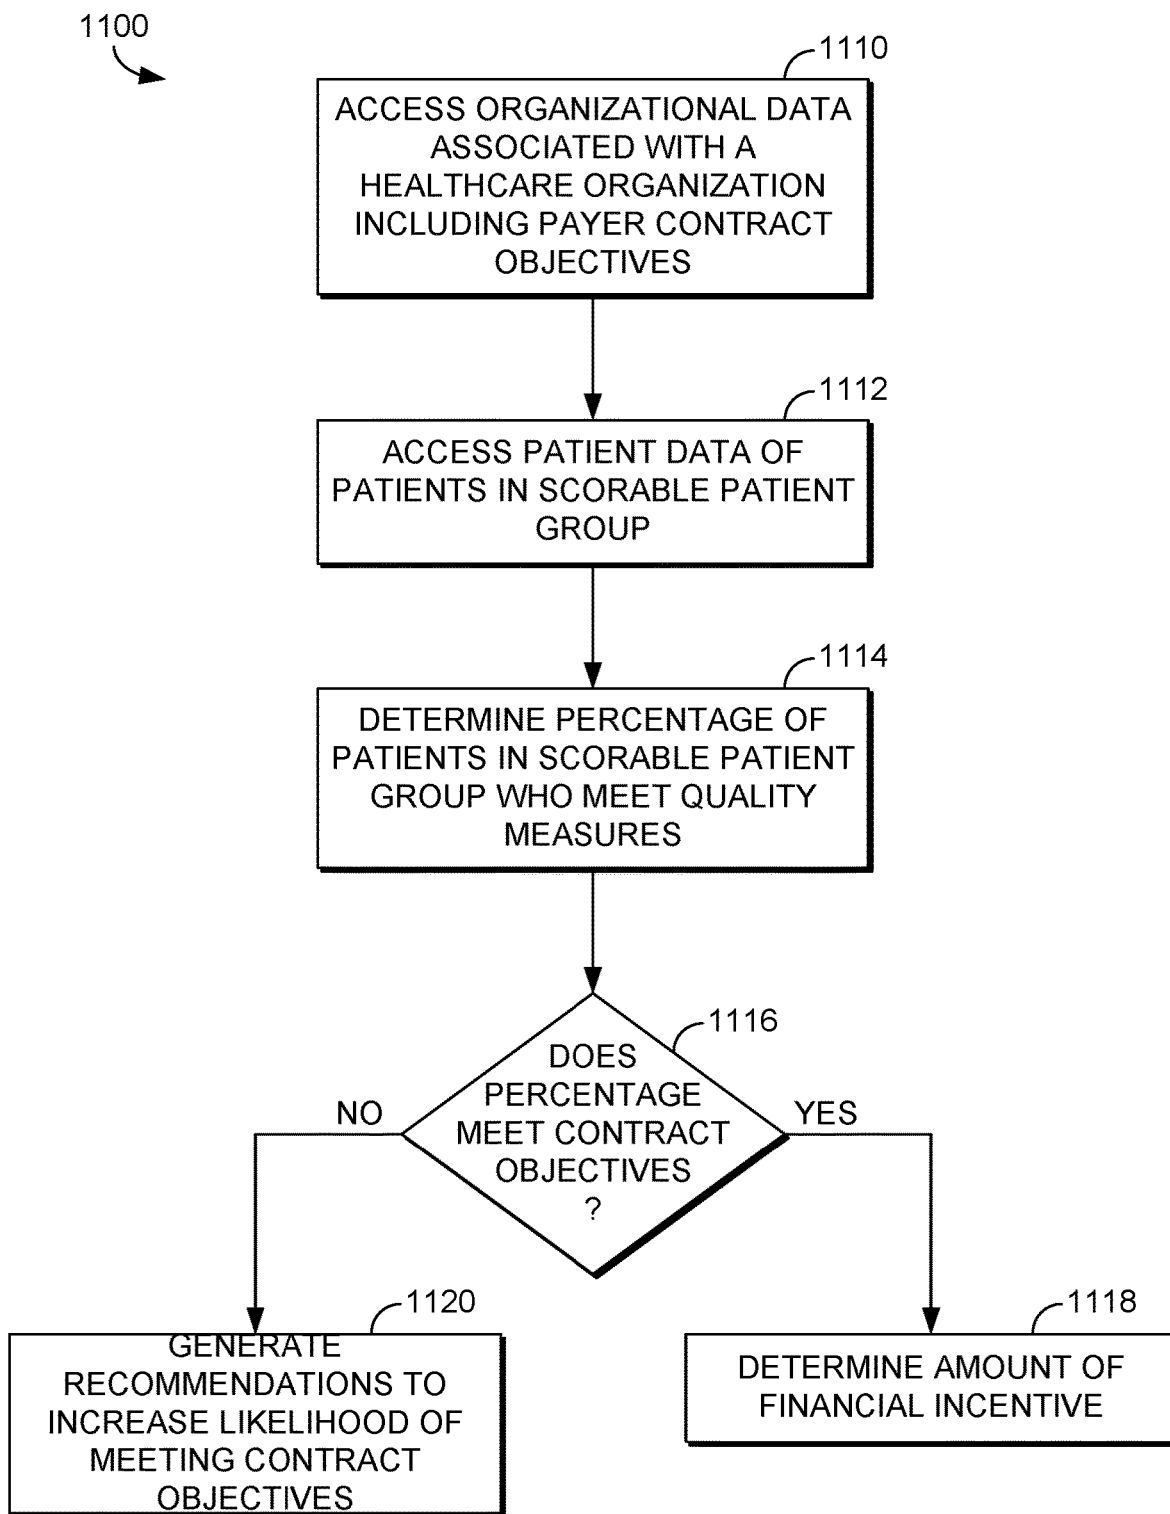 1100
1110
ACCESS ORGANIZATIONAL DATA
ASSOCIATED WITH A
HEALTHCARE ORGANIZATION
INCLUDING PAYER CONTRACT
OBJECTIVES
1112
ACCESS PATIENT DATA OF
PATIENTS IN SCORABLE PATIENT
GROUP
1114
DETERMINE PERCENTAGE OF
PATIENTS IN SCORABLE PATIENT
GROUP WHO MEET QUALITY
MEASURES
1116
DOES
PERCENTAGE
MEET CONTRACT
OBJECTIVES
?
NO
YES
1120
GENERATE
RECOMMENDATIONS TO
INCREASE LIKELIHOOD OF
MEETING CONTRACT
OBJECTIVES
1118
DETERMINE AMOUNT OF
FINANCIAL INCENTIVE